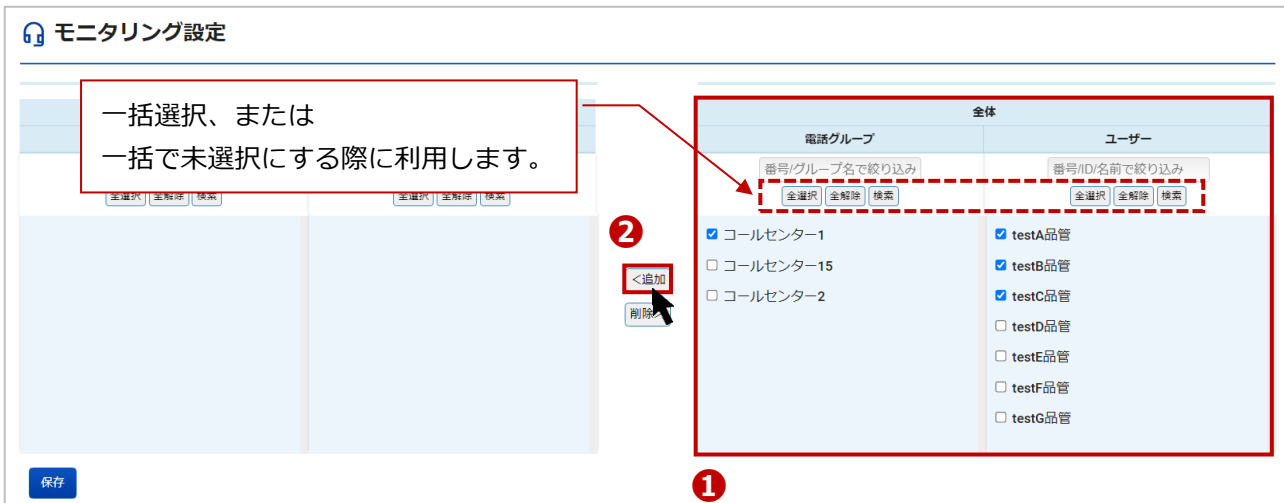 モニタリング設定
一括選択、または
一括で未選択にする際に利用します。
全選択 全解除 検索 全選択 全解除 検索
❷
<追加
削除>
全体
電話グループ ユーザー
番号/グループ名で絞り込み 番号/ID/名前で絞り込み
全選択 全解除 検索 全選択 全解除 検索
コールセンター1 testA品管
コールセンター15 testB品管
コールセンター2 testC品管
testD品管
testE品管
testF品管
testG品管
保存
❶